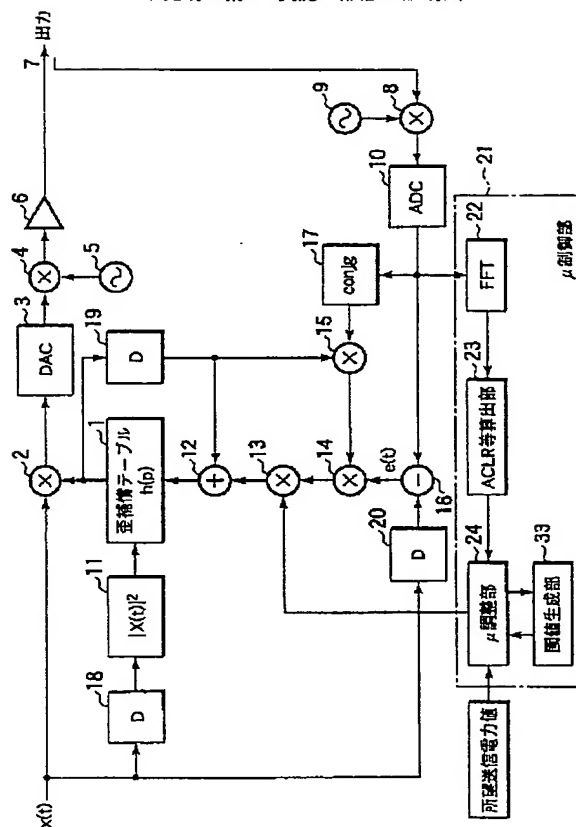 x(t)
2
×
3
DAC
4
×
5
6
7
出力
18
D
11
|X(t)|²
1
歪補償テーブル
h(p)
19
D
12
+
13
×
14
×
15
×
17
conjg
e(t)
16
−
20
D
8
×
9
10
ADC
21
μ制御部
22
FFT
23
ACLR等算出部
24
μ調整部
33
閾値生成部
所望送信電力値